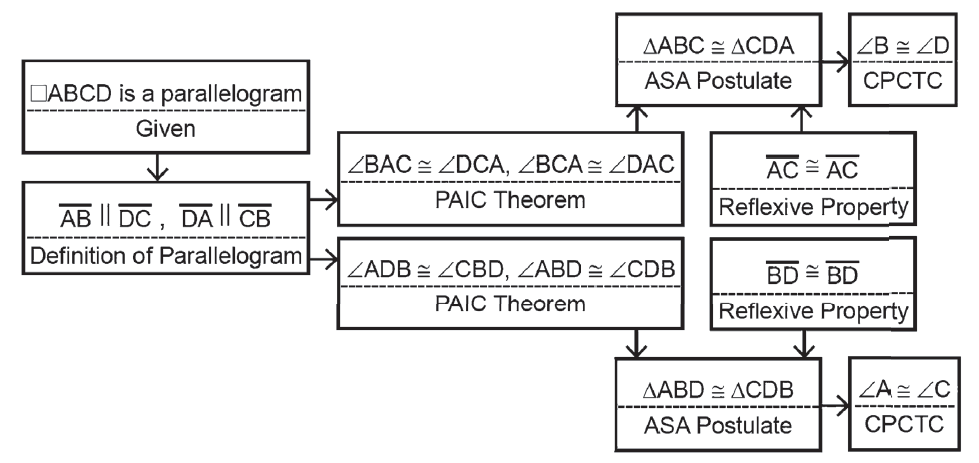 □ABCD is a parallelogram
Given
AB || DC , DA || CB
Definition of Parallelogram
∠BAC ≅ ∠DCA, ∠BCA ≅ ∠DAC
PAIC Theorem
∠ADB ≅ ∠CBD, ∠ABD ≅ ∠CDB
PAIC Theorem
ΔABC ≅ ΔCDA
ASA Postulate
∠B ≅ ∠D
CPCTC
AC ≅ AC
Reflexive Property
BD ≅ BD
Reflexive Property
ΔABD ≅ ΔCDB
ASA Postulate
∠A ≅ ∠C
CPCTC